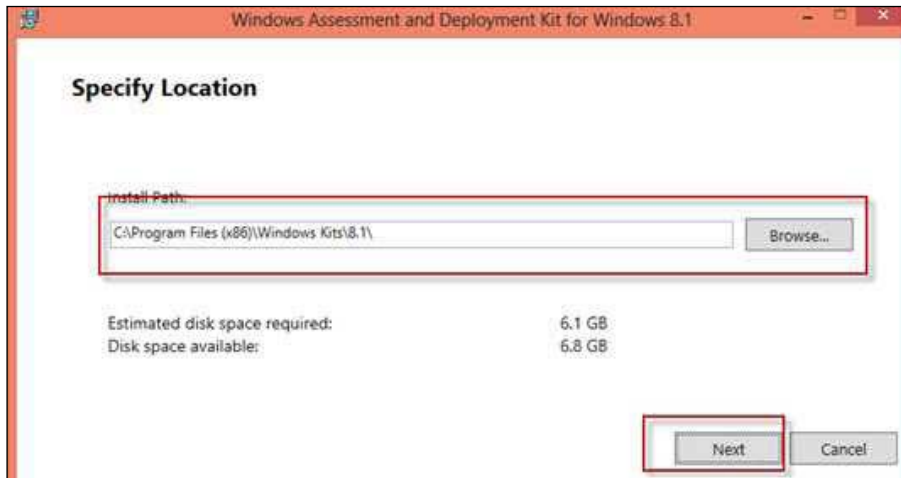 Windows Assessment and Deployment Kit for Windows 8.1
Specify Location
Install Path:
C:\Program Files (x86)\Windows Kits\8.1\
Browse...
Estimated disk space required: 6.1 GB
Disk space available: 6.8 GB
Next
Cancel